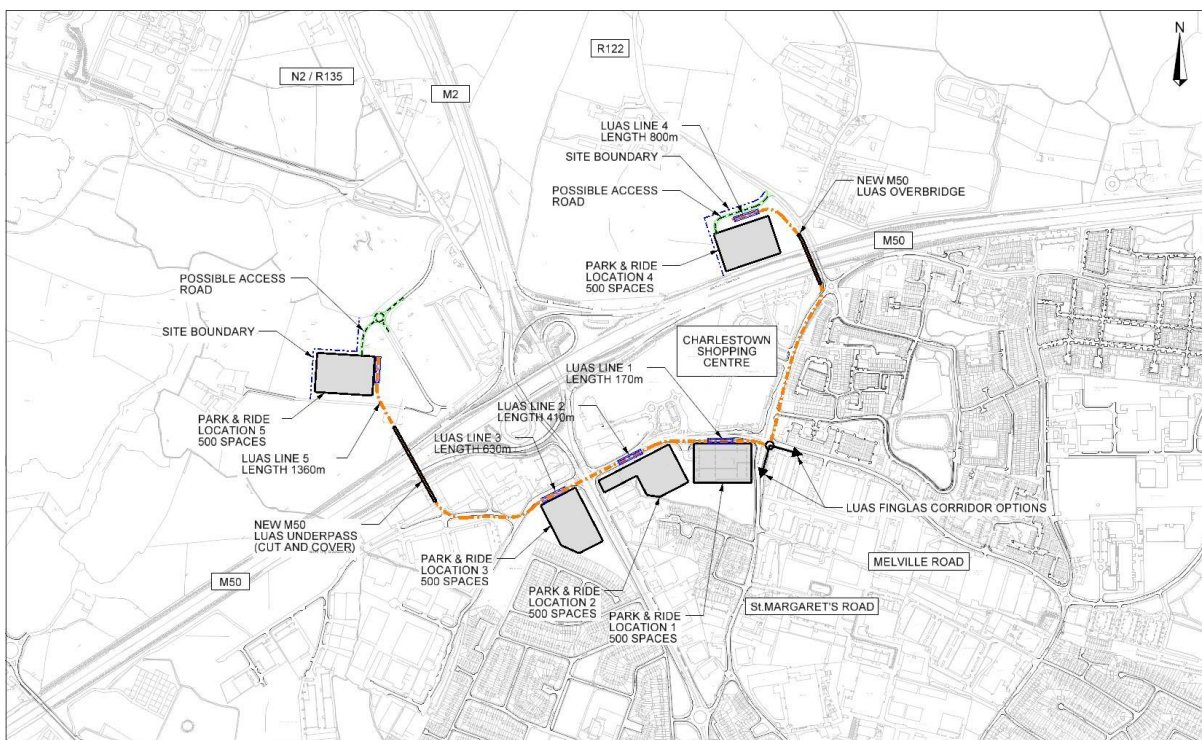 N
R122
N2 / R135
M2
LUAS LINE 4
LENGTH 800m
SITE BOUNDARY
POSSIBLE ACCESS
ROAD
NEW M50
LUAS OVERBRIDGE
M50
PARK & RIDE
LOCATION 4
500 SPACES
POSSIBLE ACCESS
ROAD
SITE BOUNDARY
CHARLESTOWN
SHOPPING
CENTRE
LUAS LINE 1
LENGTH 170m
LUAS LINE 2
LENGTH 410m
LUAS LINE 3
LENGTH 630m
PARK & RIDE
LOCATION 5
500 SPACES
LUAS LINE 5
LENGTH 1360m
LUAS FINGLAS CORRIDOR OPTIONS
NEW M50
LUAS UNDERPASS
(CUT AND COVER)
PARK & RIDE
LOCATION 3
500 SPACES
MELVILLE ROAD
M50
PARK & RIDE
LOCATION 2
500 SPACES
St.MARGARET'S ROAD
PARK & RIDE
LOCATION 1
500 SPACES